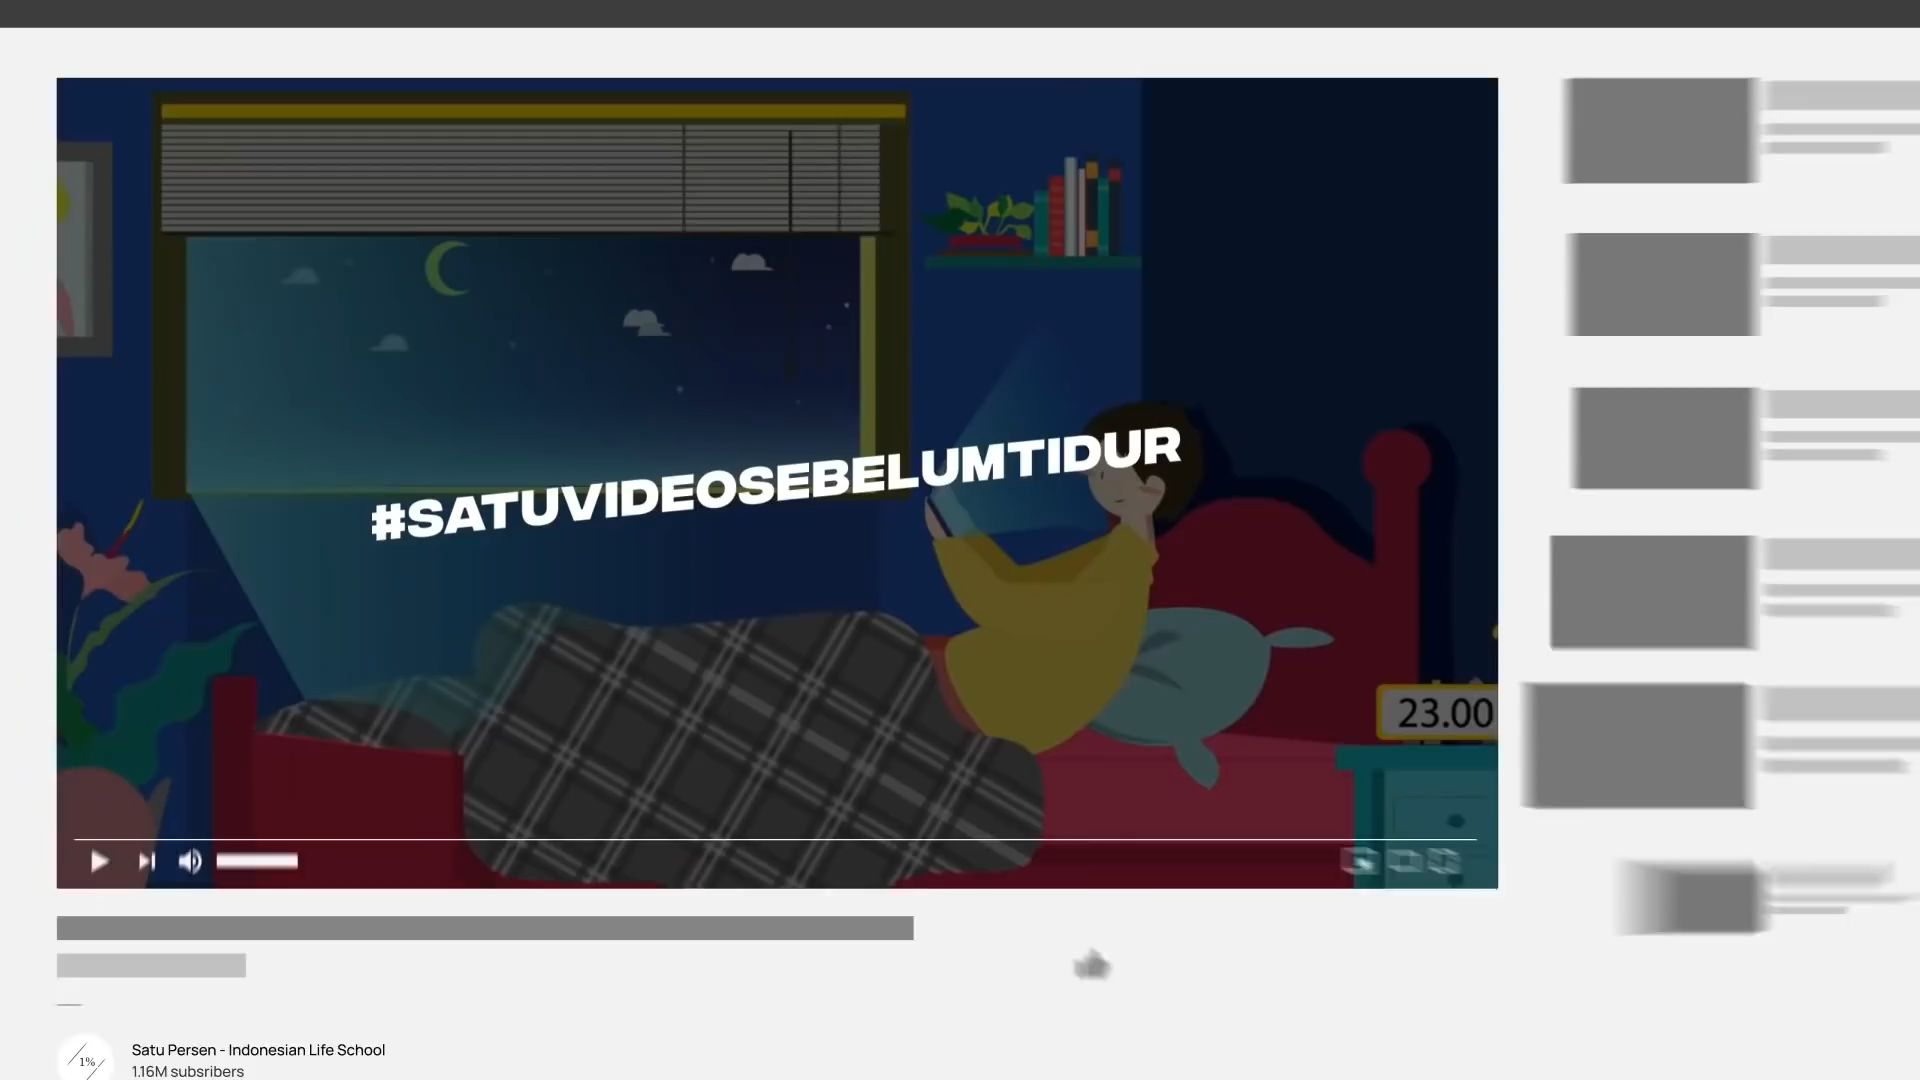 #SATUVIDEOSEBELUMTIDUR
23.00
1%
Satu Persen - Indonesian Life School
1.16M subsribers